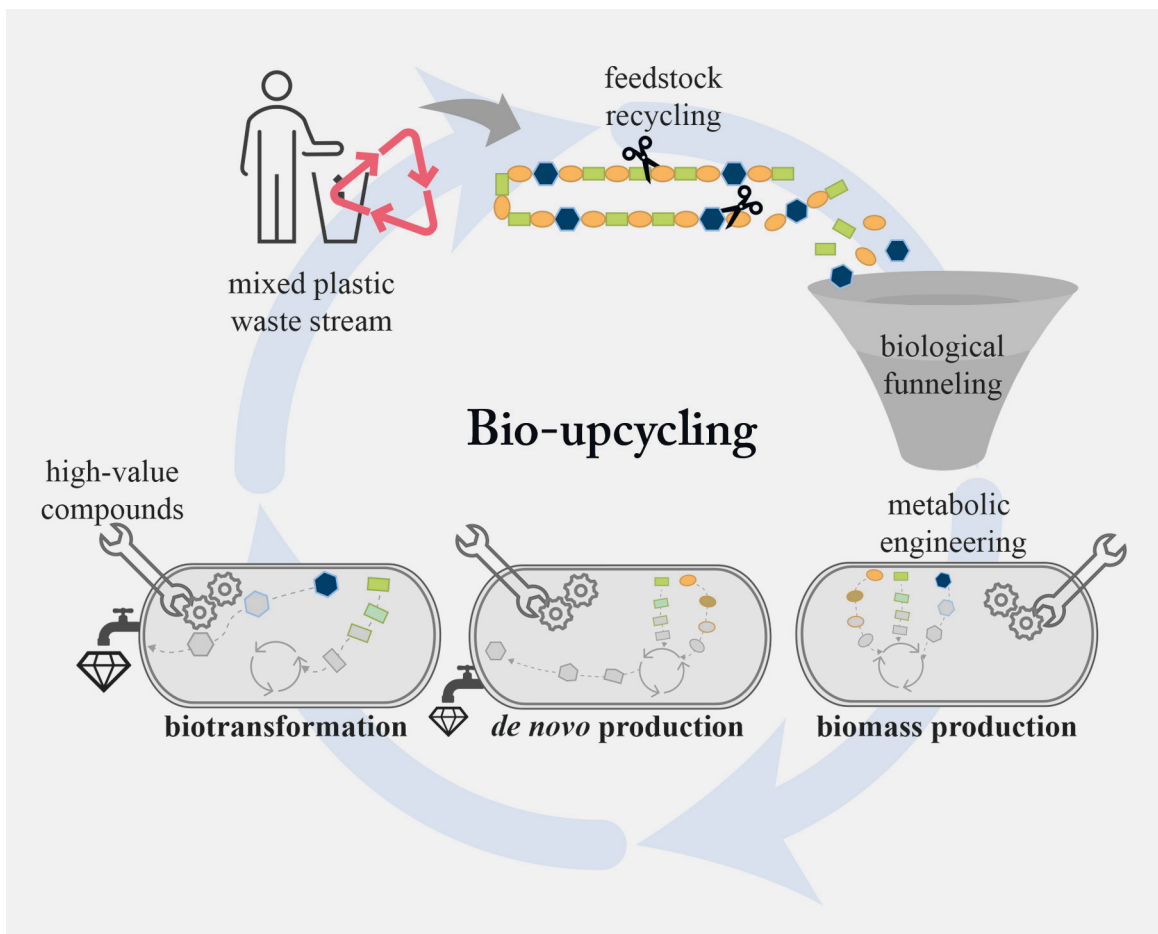 feedstock
recycling
mixed plastic
waste stream
biological
funneling
Bio-upcycling
high-value
compounds
metabolic
engineering
biotransformation
de novo production
biomass production